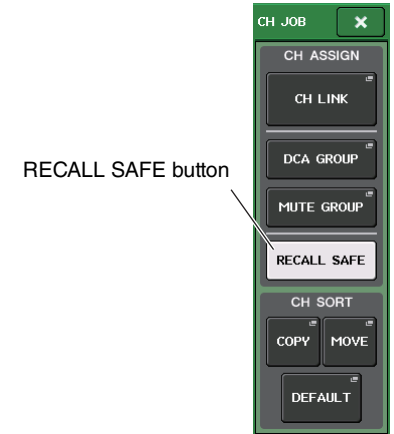 CH JOB
CH ASSIGN
CH LINK
DCA GROUP
RECALL SAFE button
MUTE GROUP
RECALL SAFE
CH SORT
COPY MOVE
DEFAULT